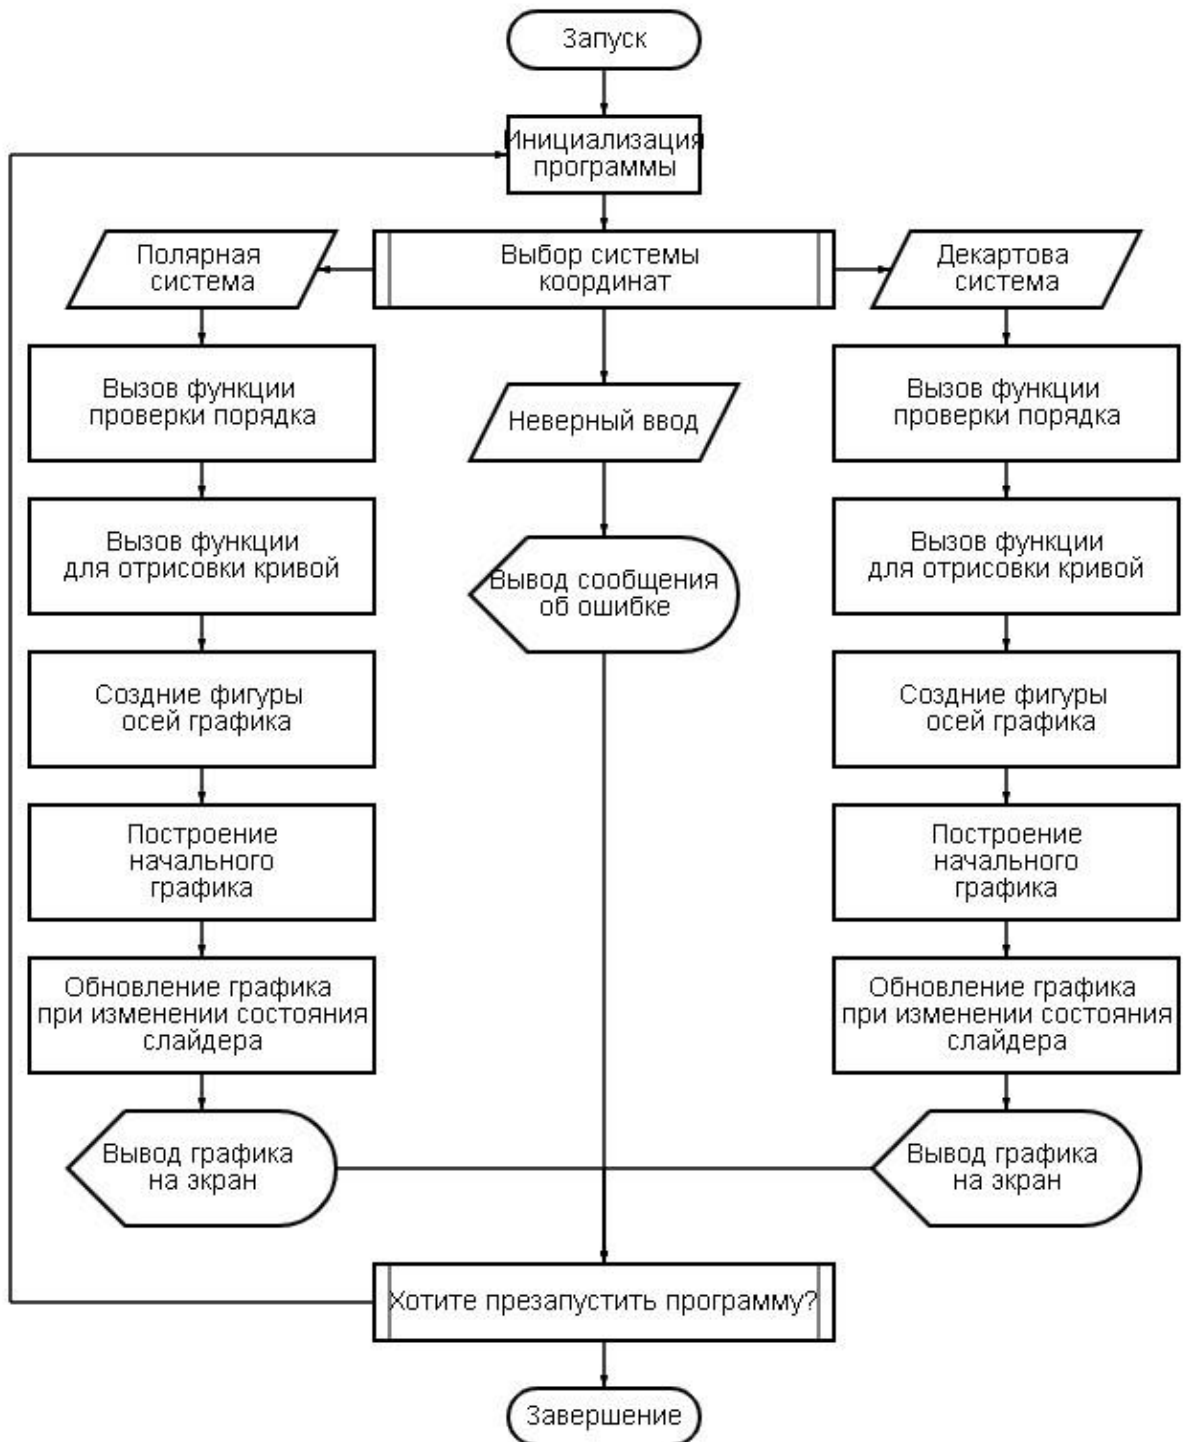 Запуск
Инициализация
программы
Полярная
система
Выбор системы
координат
Декартова
система
Вызов функции
проверки порядка
Неверный ввод
Вызов функции
проверки порядка
Вызов функции
для отрисовки кривой
Вывод сообщения
об ошибке
Вызов функции
для отрисовки кривой
Создние фигуры
осей графика
Создние фигуры
осей графика
Построение
начального
графика
Построение
начального
графика
Обновление графика
при изменении состояния
слайдера
Обновление графика
при изменении состояния
слайдера
Вывод графика
на экран
Вывод графика
на экран
Хотите презапустить программу?
Завершение